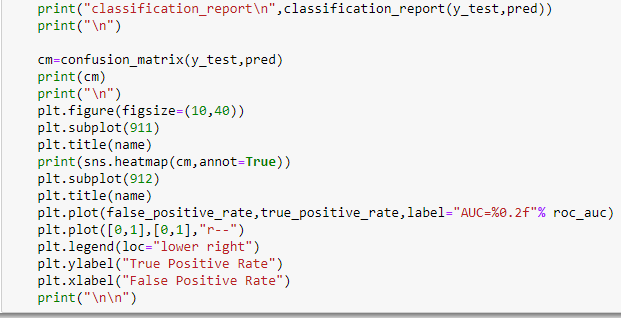 print("classification_report\n",classification_report(y_test,pred))
print("\n")
cm=confusion_matrix(y_test,pred)
print(cm)
print("\n")
plt.figure(figsize=(10,40))
plt.subplot(911)
plt.title(name)
print(sns.heatmap(cm,annot=True))
plt.subplot(912)
plt.title(name)
plt.plot(false_positive_rate,true_positive_rate,label="AUC=%0.2f"% roc_auc)
plt.plot([0,1],[0,1],"r--")
plt.legend(loc="lower right")
plt.ylabel("True Positive Rate")
plt.xlabel("False Positive Rate")
print("\n\n")